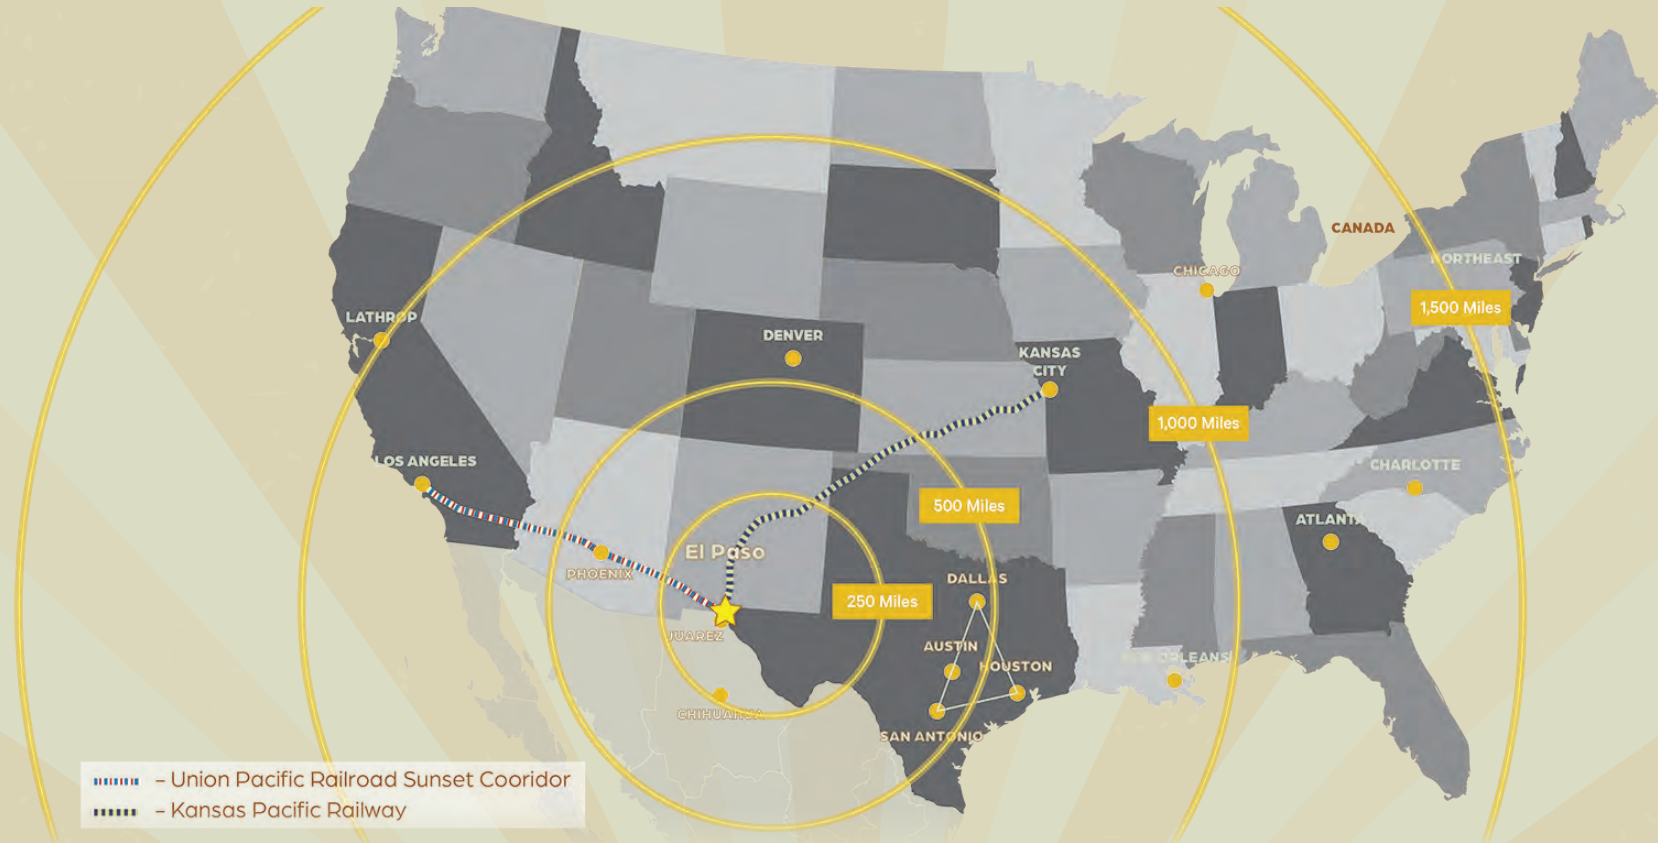 CANADA
NORTHEAST
CHICAGO
1,500 Miles
LATHROP
DENVER
KANSAS
CITY
1,000 Miles
LOS ANGELES
CHARLOTTE
500 Miles
ATLANTA
El Paso
PHOENIX
DALLAS
250 Miles
JUAREZ
AUSTIN
HOUSTON
ORLEANS
CHIHUAHUA
SAN ANTONIO
– Union Pacific Railroad Sunset Cooridor
– Kansas Pacific Railway